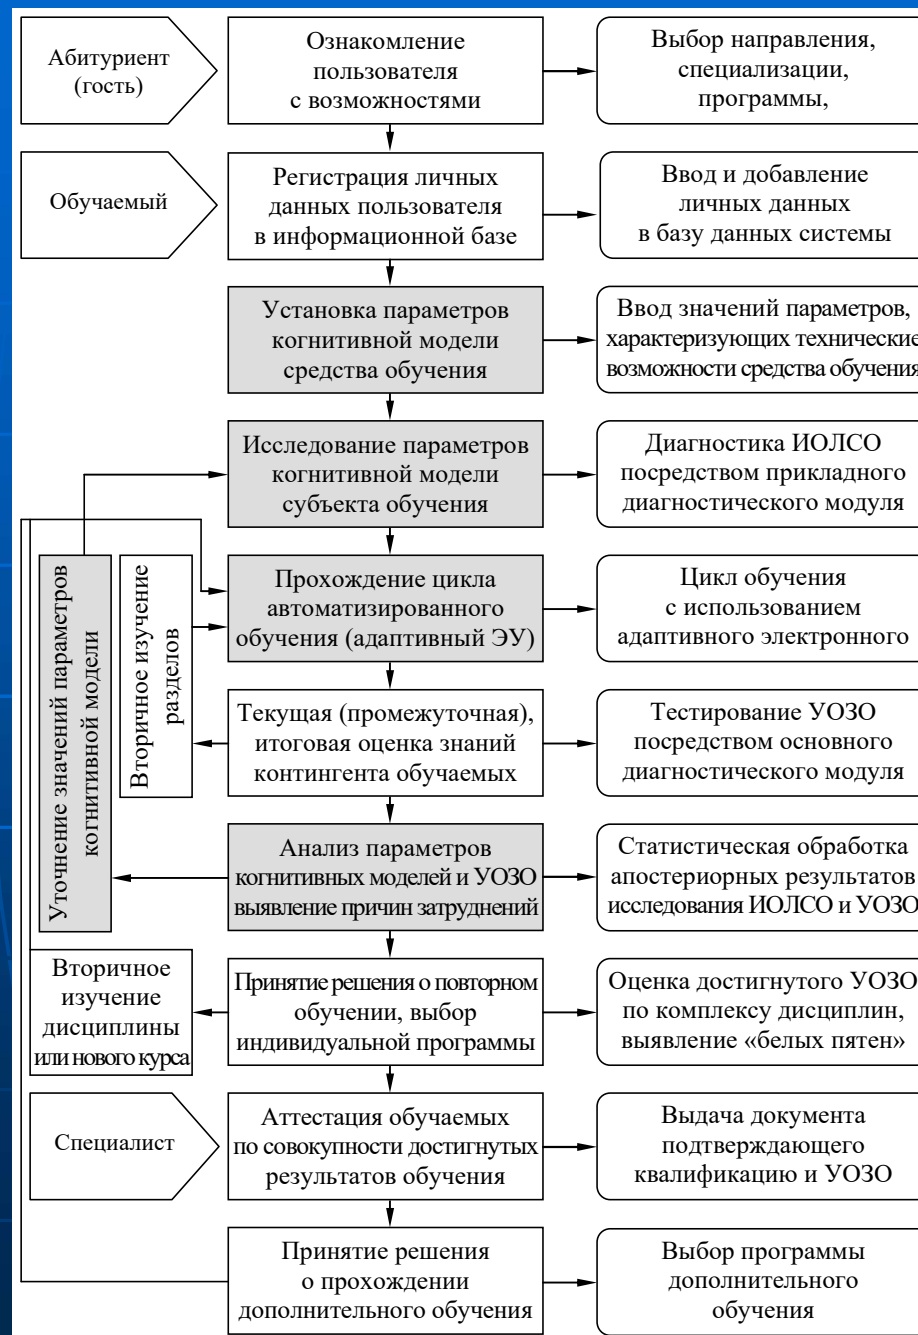 Абитуриент
(гость)
Ознакомление
пользователя
с возможностями
Выбор направления,
специализации,
программы,
Обучаемый
Регистрация личных
данных пользователя
в информационной базе
Ввод и добавление
личных данных
в базу данных системы
Установка параметров
когнитивной модели
средства обучения
Ввод значений параметров,
характеризующих технические
возможности средства обучения
Исследование параметров
когнитивной модели
субъекта обучения
Диагностика ИОЛСО
посредством прикладного
диагностического модуля
Уточнение значений параметров
когнитивной модели
Вторичное изучение
разделов
Прохождение цикла
автоматизированного
обучения (адаптивный ЭУ)
Цикл обучения
с использованием
адаптивного электронного
Текущая (промежуточная),
итоговая оценка знаний
контингента обучаемых
Тестирование УОЗО
посредством основного
диагностического модуля
Анализ параметров
когнитивных моделей и УОЗО
выявление причин затруднений
Статистическая обработка
апостериорных результатов
исследования ИОЛСО и УОЗО
Вторичное
изучение
дисциплины
или нового курса
Принятие решения о повторном
обучении, выбор
индивидуальной программы
Оценка достигнутого УОЗО
по комплексу дисциплин,
выявление «белых пятен»
Специалист
Аттестация обучаемых
по совокупности достигнутых
результатов обучения
Выдача документа
подтверждающего
квалификацию и УОЗО
Принятие решения
о прохождении
дополнительного обучения
Выбор программы
дополнительного
обучения